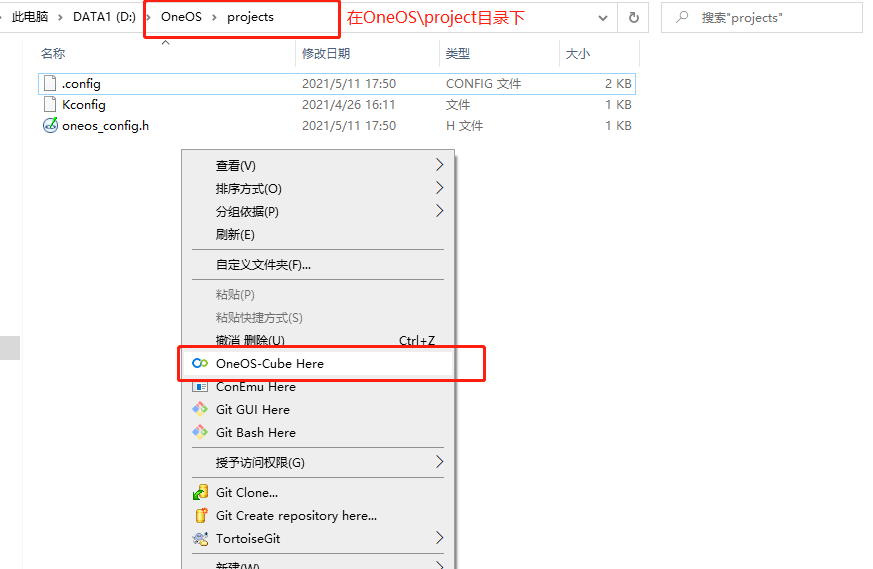 此电脑 > DATA1 (D:) > OneOS > projects
在OneOS\project目录下
搜索"projects"
名称 修改日期 类型 大小
.config 2021/5/11 17:50 CONFIG 文件 2 KB
Kconfig 2021/4/26 16:11 文件 1 KB
oneos_config.h 2021/5/11 17:50 H 文件 1 KB
查看(V)
排序方式(O)
分组依据(P)
刷新(E)
自定义文件夹(F)...
粘贴(P)
粘贴快捷方式(S)
撤消 删除(U) Ctrl+Z
OneOS-Cube Here
ConEmu Here
Git GUI Here
Git Bash Here
授予访问权限(G)
Git Clone...
Git Create repository here...
TortoiseGit
新建(W)